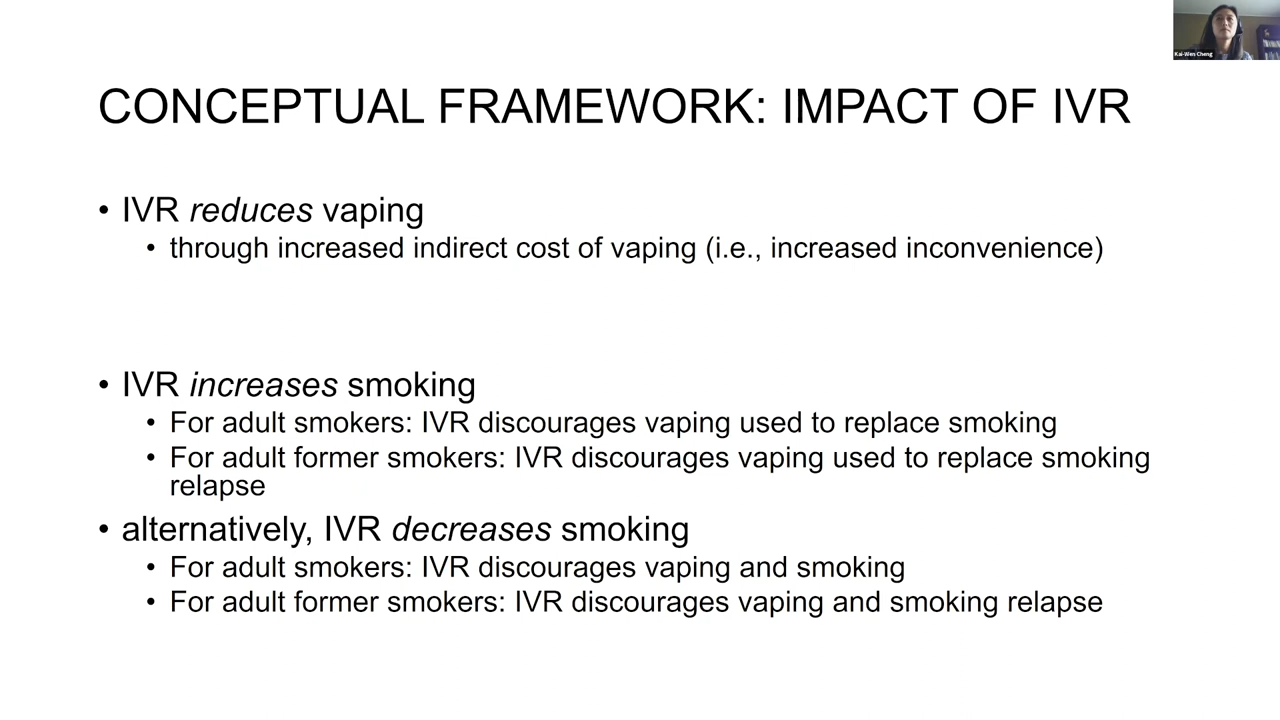 Kai-Wen Cheng
CONCEPTUAL FRAMEWORK: IMPACT OF IVR
• IVR reduces vaping
• through increased indirect cost of vaping (i.e., increased inconvenience)
• IVR increases smoking
• For adult smokers: IVR discourages vaping used to replace smoking
• For adult former smokers: IVR discourages vaping used to replace smoking
relapse
• alternatively, IVR decreases smoking
• For adult smokers: IVR discourages vaping and smoking
• For adult former smokers: IVR discourages vaping and smoking relapse